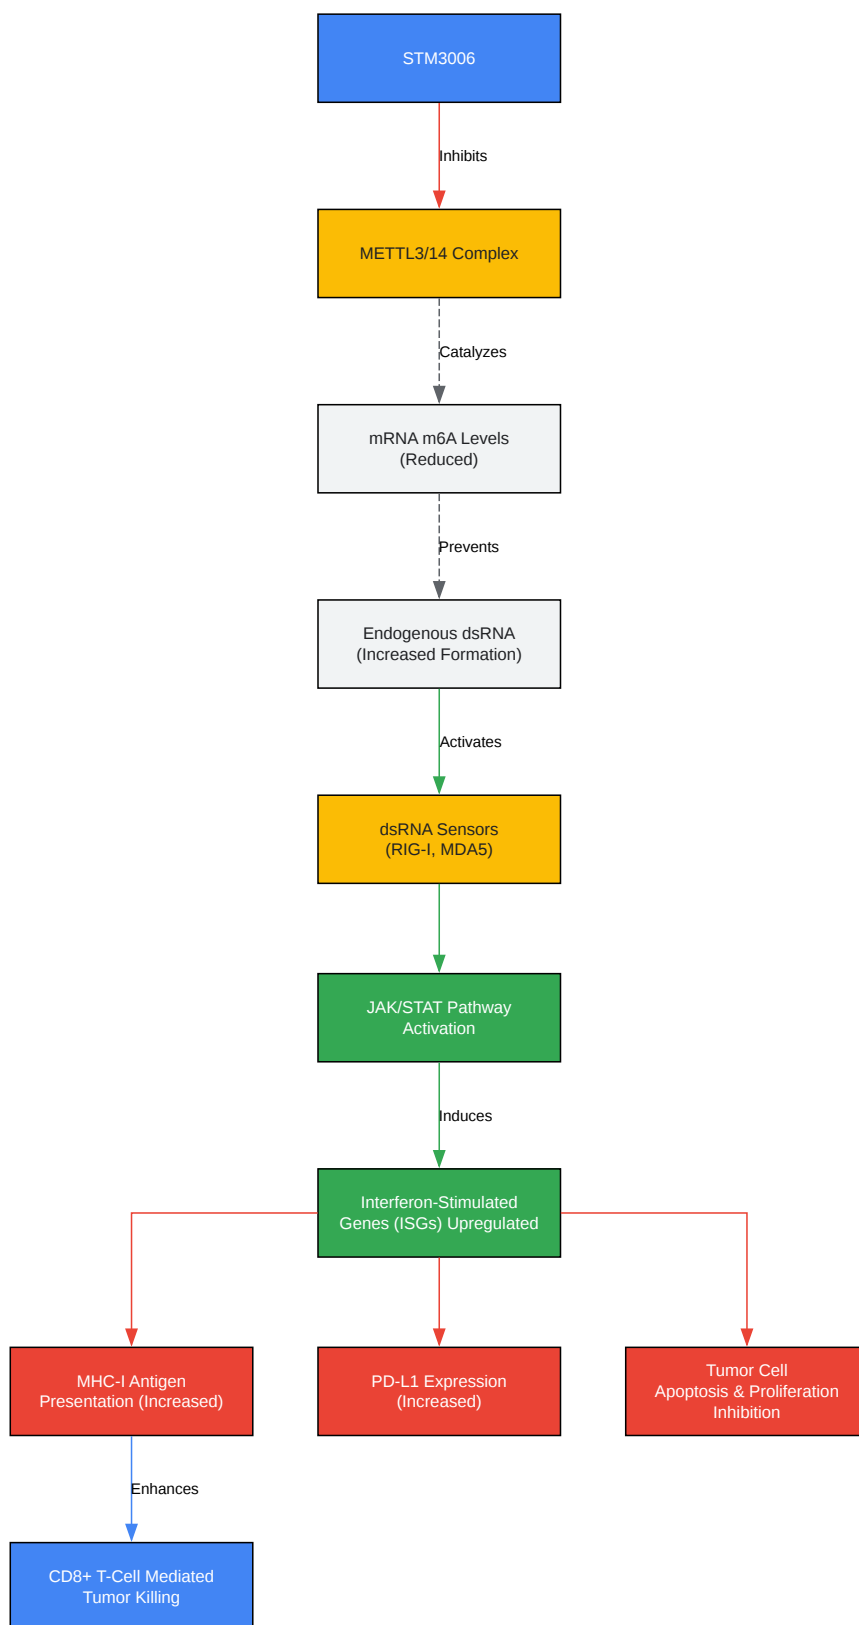 STM3006
Inhibits
METTL3/14 Complex
Catalyzes
mRNA m6A Levels
(Reduced)
Prevents
Endogenous dsRNA
(Increased Formation)
Activates
dsRNA Sensors
(RIG-I, MDA5)
JAK/STAT Pathway
Activation
Induces
Interferon-Stimulated
Genes (ISGs) Upregulated
MHC-I Antigen
Presentation (Increased)
PD-L1 Expression
(Increased)
Tumor Cell
Apoptosis & Proliferation
Inhibition
Enhances
CD8+ T-Cell Mediated
Tumor Killing